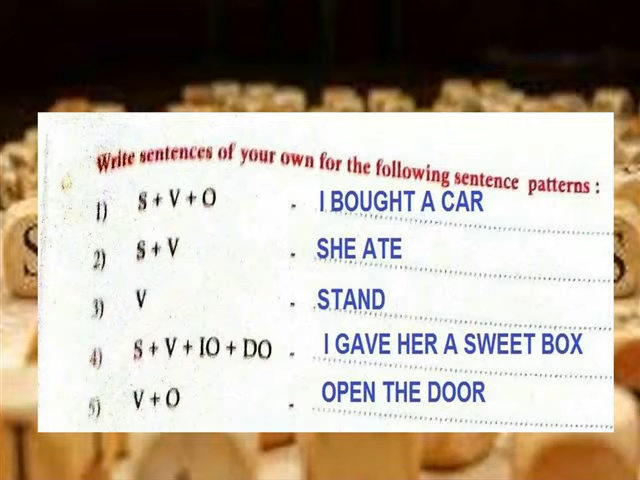 Write sentences of your own for the following sentence patterns :
1) S + V + O - I BOUGHT A CAR
2) S + V - SHE ATE
3) V - STAND
4) S + V + IO + DO - I GAVE HER A SWEET BOX
5) V + O - OPEN THE DOOR